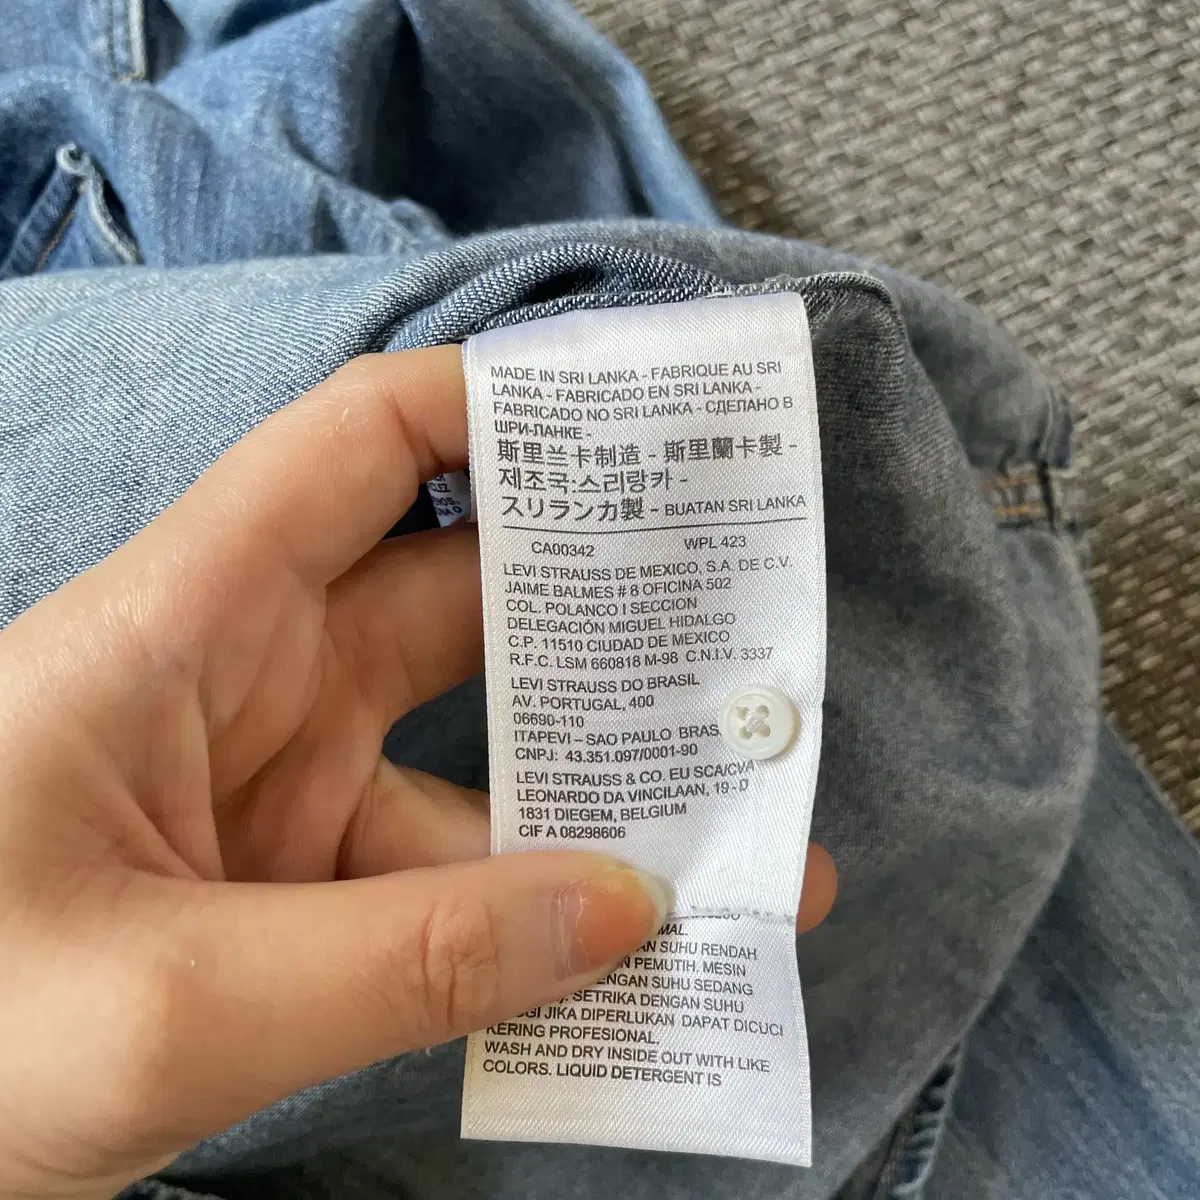 MADE IN SRI LANKA - FABRIQUE AU SRI
LANKA - FABRICADO EN SRI LANKA -
FABRICADO NO SRI LANKA - СДЕЛАНО В
ШРИ-ЛАНКЕ -
斯里兰卡制造 - 斯里蘭卡製 -
제조국:스리랑카 -
スリランカ製 - BUATAN SRI LANKA
CA00342 WPL 423
LEVI STRAUSS DE MEXICO, S.A. DE C.V.
JAIME BALMES # 8 OFICINA 502
COL. POLANCO I SECCION
DELEGACIÓN MIGUEL HIDALGO
C.P. 11510 CIUDAD DE MEXICO
R.F.C. LSM 660818 M-98 C.N.I.V. 3337
LEVI STRAUSS DO BRASIL
AV. PORTUGAL, 400
06690-110
ITAPEVI – SAO PAULO BRAS
CNPJ: 43.351.097/0001-90
LEVI STRAUSS & CO. EU SCA/CVA
LEONARDO DA VINCILAAN, 19-D
1831 DIEGEM, BELGIUM
CIF A 08298606
MAL.
AN SUHU RENDAH
N PEMUTIH. MESIN
ENGAN SUHU SEDANG
SETRIKA DENGAN SUHU
GI JIKA DIPERLUKAN DAPAT DICUCI
KERING PROFESIONAL.
WASH AND DRY INSIDE OUT WITH LIKE
COLORS. LIQUID DETERGENT IS